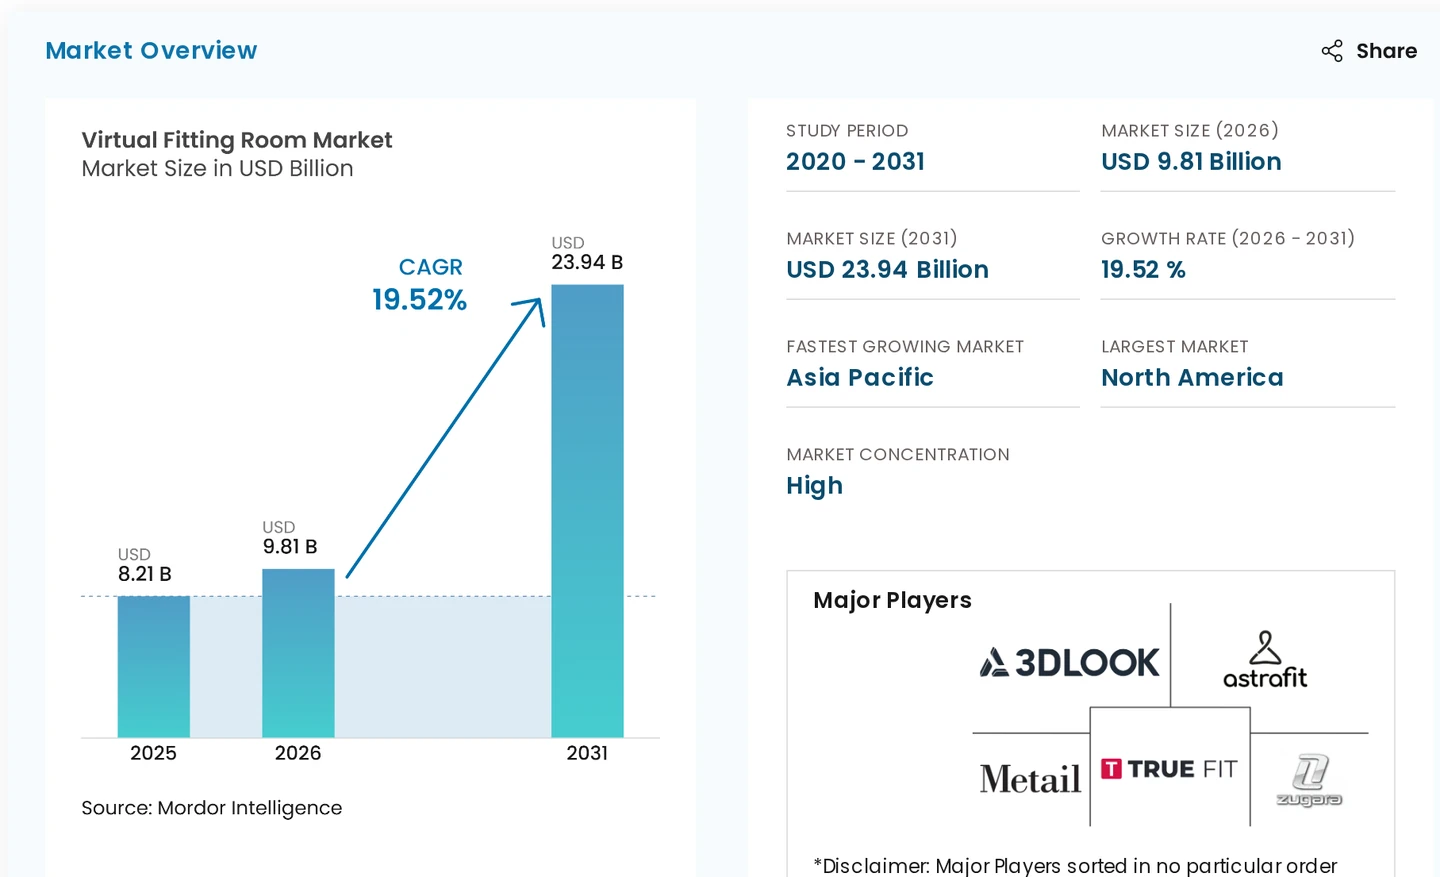 Market Overview
Share
Virtual Fitting Room Market
Market Size in USD Billion
CAGR
19.52%
USD
23.94 B
USD
9.81 B
USD
8.21 B
2025
2026
2031
Source: Mordor Intelligence
STUDY PERIOD
2020 - 2031
MARKET SIZE (2026)
USD 9.81 Billion
MARKET SIZE (2031)
USD 23.94 Billion
GROWTH RATE (2026 - 2031)
19.52 %
FASTEST GROWING MARKET
Asia Pacific
LARGEST MARKET
North America
MARKET CONCENTRATION
High
Major Players
3DLOOK
astrafit
Metail
T TRUE FIT
zugara
*Disclaimer: Major Players sorted in no particular order